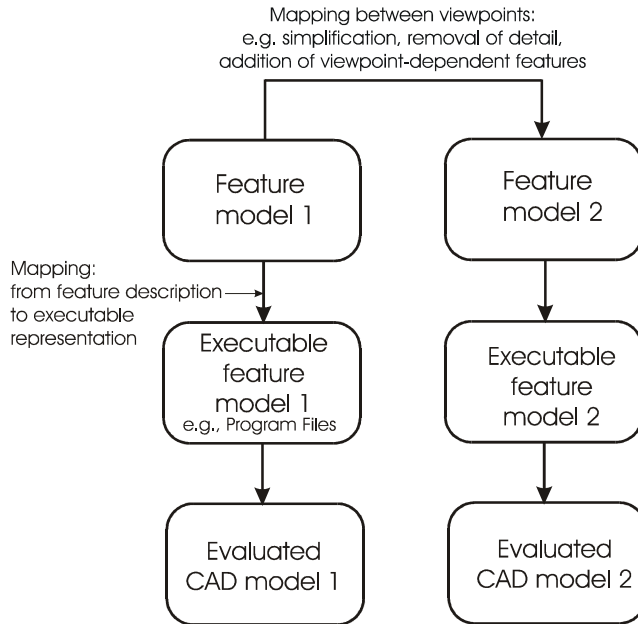 Mapping between viewpoints:
e.g. simplification, removal of detail,
addition of viewpoint-dependent features
Feature
model 1
Feature
model 2
Mapping:
from feature description
to executable
representation
Executable
feature
model 1
e.g., Program Files
Executable
feature
model 2
Evaluated
CAD model 1
Evaluated
CAD model 2